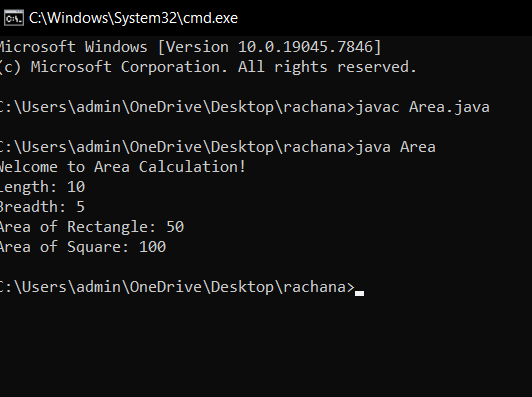 C:\Windows\System32\cmd.exe
Microsoft Windows [Version 10.0.19045.7846]
(c) Microsoft Corporation. All rights reserved.
C:\Users\admin\OneDrive\Desktop\rachana>javac Area.java
C:\Users\admin\OneDrive\Desktop\rachana>java Area
Welcome to Area Calculation!
Length: 10
Breadth: 5
Area of Rectangle: 50
Area of Square: 100
C:\Users\admin\OneDrive\Desktop\rachana>